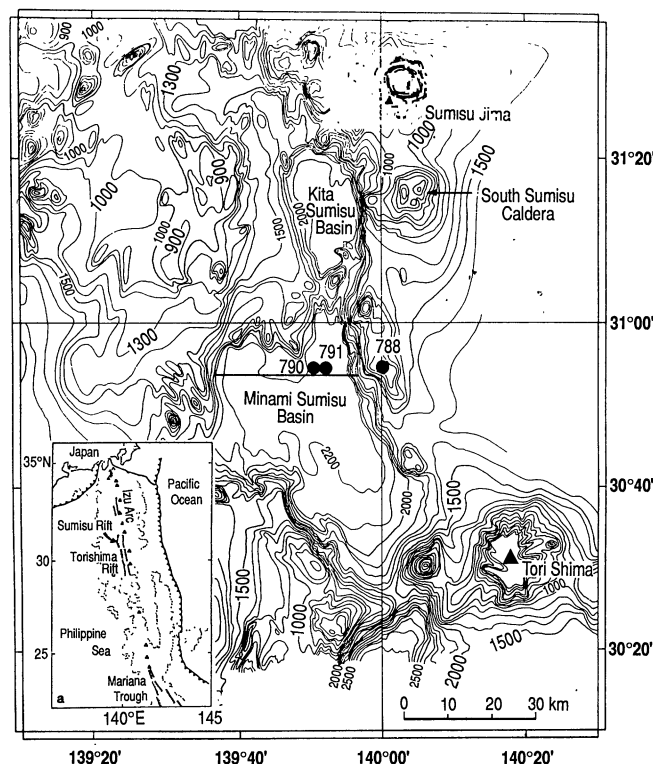 900
1000
1300
1000
Sumisu Jima
1000
1500
31°20'
1000
1000
900
1000
900
1500
2000
Kita
Sumisu
Basin
1000
South Sumisu
Caldera
1500
1300
31°00'
790
791
788
Minami Sumisu
Basin
2200
2000
1500
30°40'
Japan
35°N
Pacific
Ocean
Izu Arc
Sumisu Rift
30
Torishima
Rift
Philippine
Sea
25
Mariana
Trough
a
140°E
145
Tori Shima
1000
1500
1500
1000
2000
2500
2500
2000
1500
30°20'
0
10
20
30 km
139°20'
139°40'
140°00'
140°20'